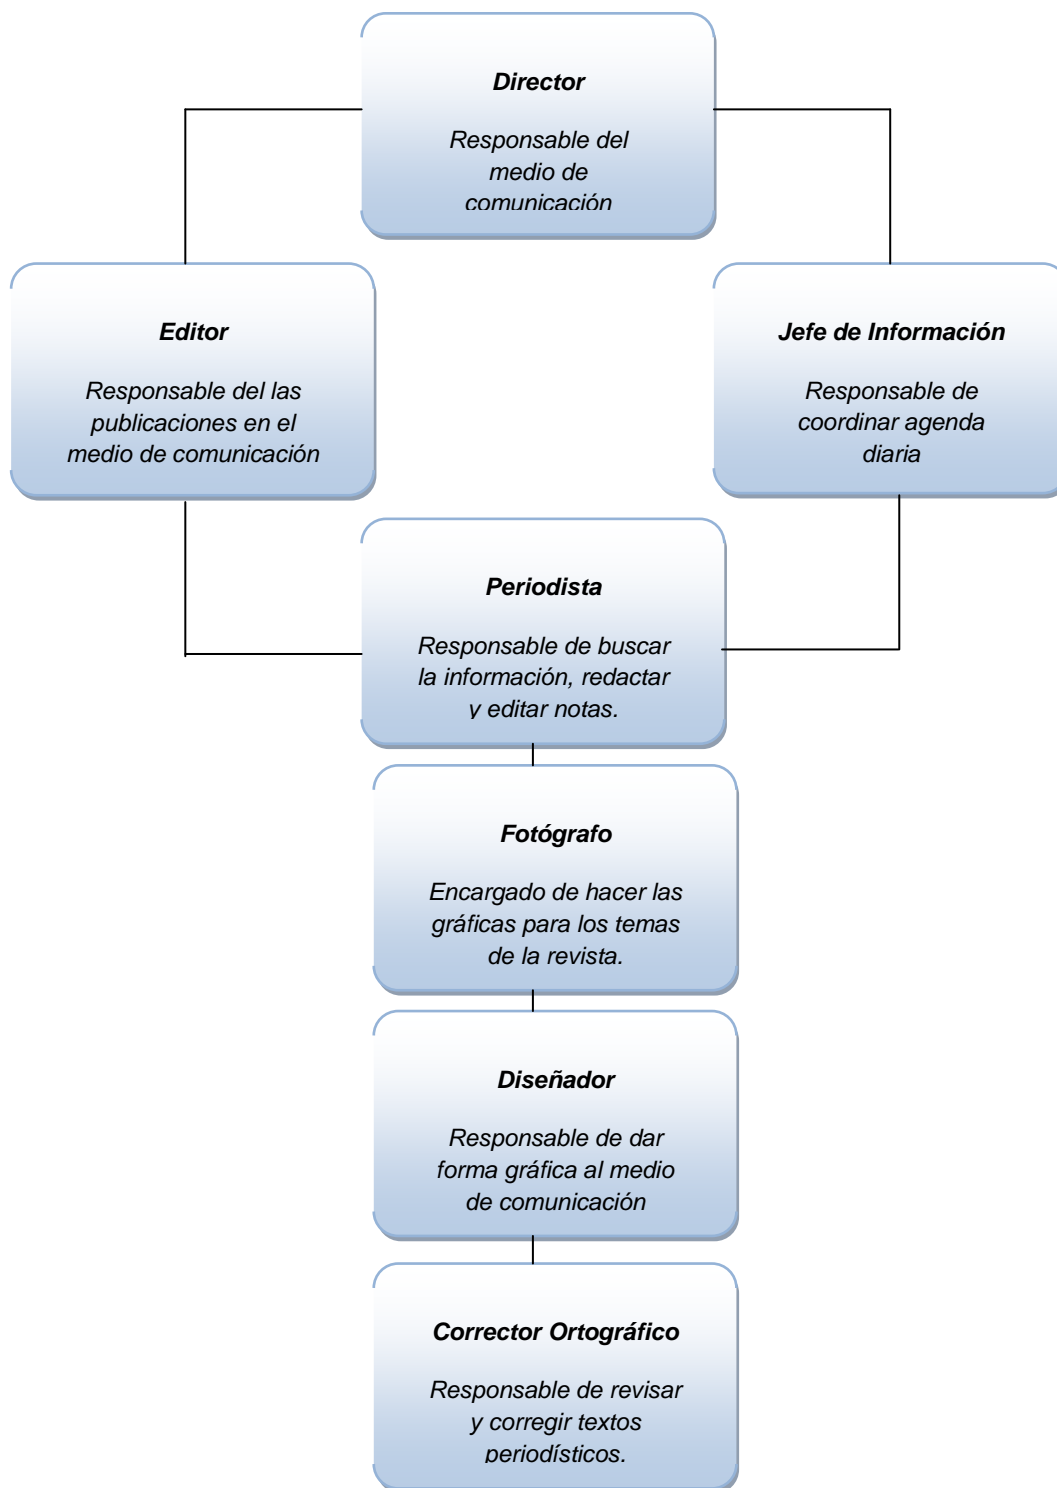 Director
Responsable del
medio de
comunicación
Editor
Responsable del las
publicaciones en el
medio de comunicación
Jefe de Información
Responsable de
coordinar agenda
diaria
Periodista
Responsable de buscar
la información, redactar
y editar notas.
Fotógrafo
Encargado de hacer las
gráficas para los temas
de la revista.
Diseñador
Responsable de dar
forma gráfica al medio
de comunicación
Corrector Ortográfico
Responsable de revisar
y corregir textos
periodísticos.